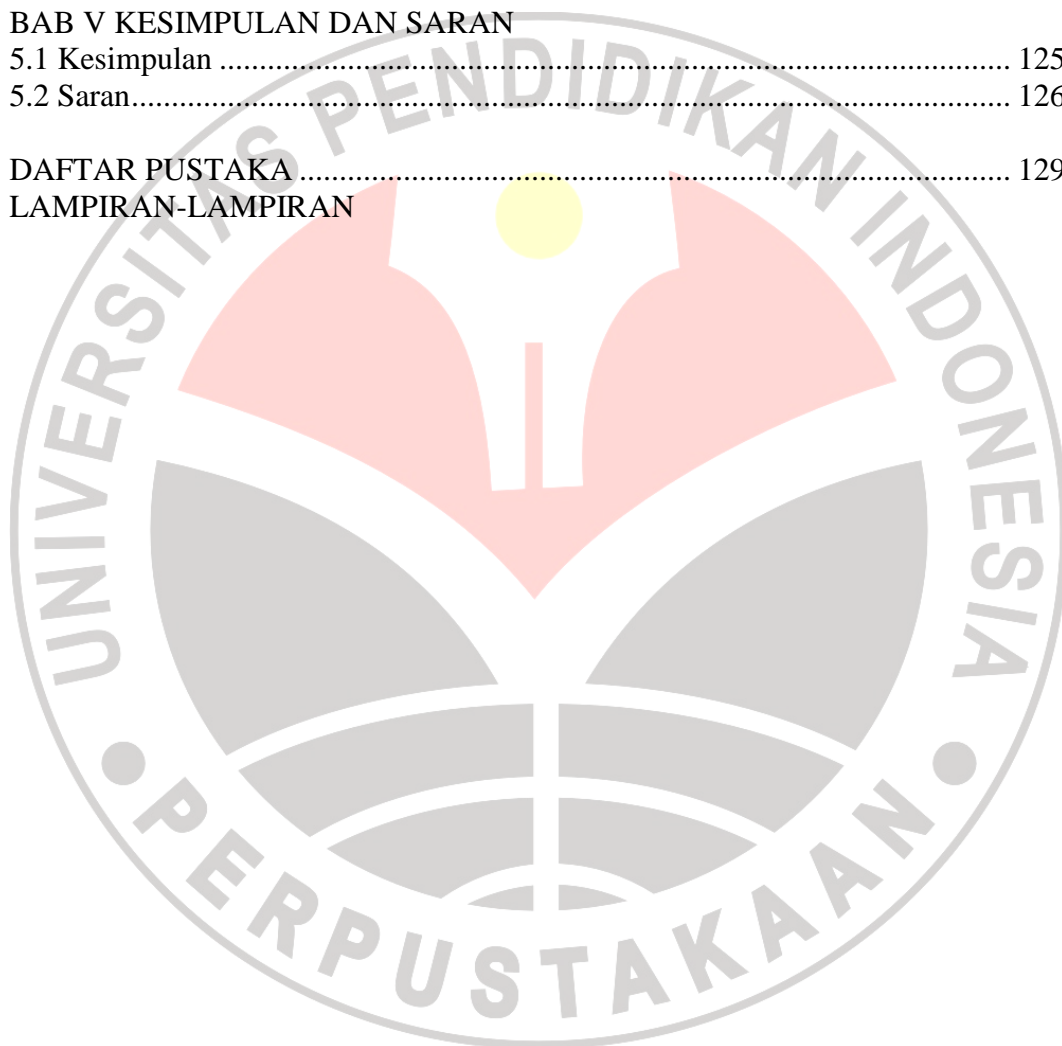 BAB V KESIMPULAN DAN SARAN
5.1 Kesimpulan ................................................................................................ 125
5.2 Saran........................................................................................................... 126
DAFTAR PUSTAKA ...................................................................................... 129
LAMPIRAN-LAMPIRAN
UNIVERSITAS PENDIDIKAN INDONESIA
PERPUSTAKAAN